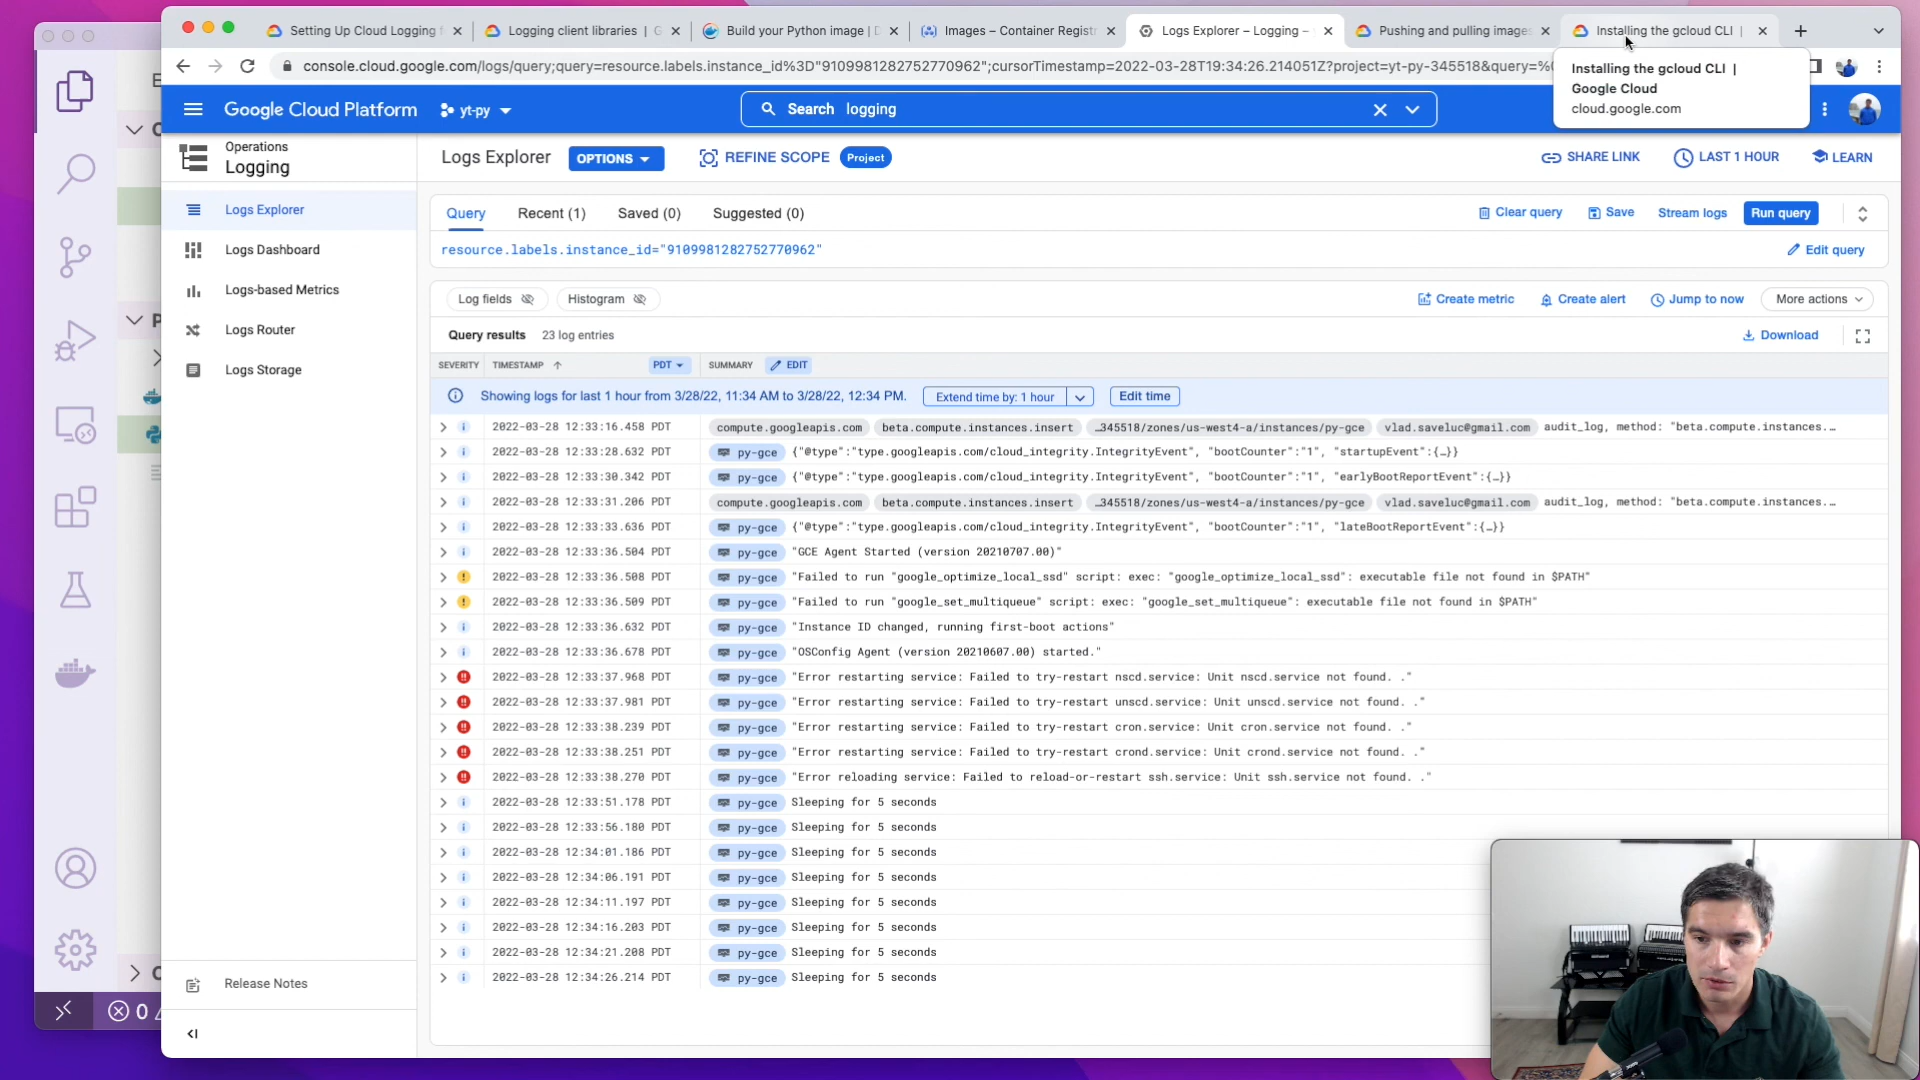 Setting Up Cloud Logging f
Logging client libraries | G
Build your Python image | D
Images – Container Registr
Logs Explorer – Logging –
Pushing and pulling images
Installing the gcloud CLI |
console.cloud.google.com/logs/query;query=resource.labels.instance_id%3D"9109981282752770962";cursorTimestamp=2022-03-28T19:34:26.214051Z?project=yt-py-345518&query=%
Installing the gcloud CLI |
Google Cloud
cloud.google.com
Google Cloud Platform
yt-py
Search logging
Operations
Logging
Logs Explorer
OPTIONS
REFINE SCOPE
Project
SHARE LINK
LAST 1 HOUR
LEARN
Logs Explorer
Logs Dashboard
Logs-based Metrics
Logs Router
Logs Storage
Query
Recent (1)
Saved (0)
Suggested (0)
Clear query
Save
Stream logs
Run query
resource.labels.instance_id="9109981282752770962"
Edit query
Log fields
Histogram
Create metric
Create alert
Jump to now
More actions
Query results 23 log entries
Download
SEVERITY TIMESTAMP PDT SUMMARY EDIT
Showing logs for last 1 hour from 3/28/22, 11:34 AM to 3/28/22, 12:34 PM. Extend time by: 1 hour Edit time
2022-03-28 12:33:16.458 PDT compute.googleapis.com beta.compute.instances.insert …345518/zones/us-west4-a/instances/py-gce vlad.saveluc@gmail.com audit_log, method: "beta.compute.instances.…
2022-03-28 12:33:28.632 PDT py-gce {"@type":"type.googleapis.com/cloud_integrity.IntegrityEvent", "bootCounter":"1", "startupEvent":{…}}
2022-03-28 12:33:30.342 PDT py-gce {"@type":"type.googleapis.com/cloud_integrity.IntegrityEvent", "bootCounter":"1", "earlyBootReportEvent":{…}}
2022-03-28 12:33:31.206 PDT compute.googleapis.com beta.compute.instances.insert …345518/zones/us-west4-a/instances/py-gce vlad.saveluc@gmail.com audit_log, method: "beta.compute.instances.…
2022-03-28 12:33:33.636 PDT py-gce {"@type":"type.googleapis.com/cloud_integrity.IntegrityEvent", "bootCounter":"1", "lateBootReportEvent":{…}}
2022-03-28 12:33:36.504 PDT py-gce "GCE Agent Started (version 20210707.00)"
2022-03-28 12:33:36.508 PDT py-gce "Failed to run "google_optimize_local_ssd" script: exec: "google_optimize_local_ssd": executable file not found in $PATH"
2022-03-28 12:33:36.509 PDT py-gce "Failed to run "google_set_multiqueue" script: exec: "google_set_multiqueue": executable file not found in $PATH"
2022-03-28 12:33:36.632 PDT py-gce "Instance ID changed, running first-boot actions"
2022-03-28 12:33:36.678 PDT py-gce "OSConfig Agent (version 20210607.00) started."
2022-03-28 12:33:37.968 PDT py-gce "Error restarting service: Failed to try-restart nscd.service: Unit nscd.service not found. ."
2022-03-28 12:33:37.981 PDT py-gce "Error restarting service: Failed to try-restart unscd.service: Unit unscd.service not found. ."
2022-03-28 12:33:38.239 PDT py-gce "Error restarting service: Failed to try-restart cron.service: Unit cron.service not found. ."
2022-03-28 12:33:38.251 PDT py-gce "Error restarting service: Failed to try-restart crond.service: Unit crond.service not found. ."
2022-03-28 12:33:38.270 PDT py-gce "Error reloading service: Failed to reload-or-restart ssh.service: Unit ssh.service not found. ."
2022-03-28 12:33:51.178 PDT py-gce Sleeping for 5 seconds
2022-03-28 12:33:56.180 PDT py-gce Sleeping for 5 seconds
2022-03-28 12:34:01.186 PDT py-gce Sleeping for 5 seconds
2022-03-28 12:34:06.191 PDT py-gce Sleeping for 5 seconds
2022-03-28 12:34:11.197 PDT py-gce Sleeping for 5 seconds
2022-03-28 12:34:16.203 PDT py-gce Sleeping for 5 seconds
2022-03-28 12:34:21.208 PDT py-gce Sleeping for 5 seconds
2022-03-28 12:34:26.214 PDT py-gce Sleeping for 5 seconds
Release Notes
0